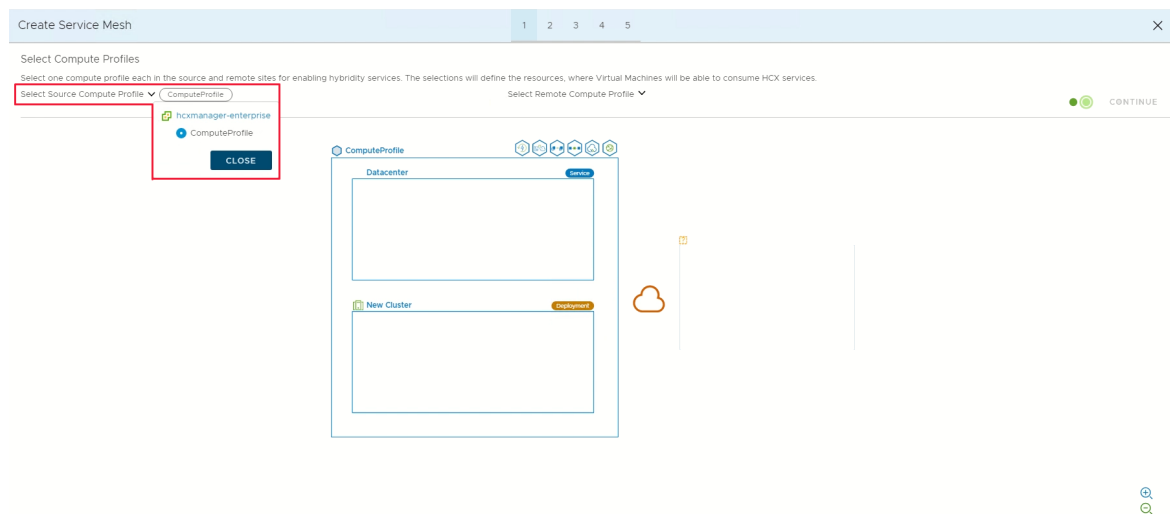 Create Service Mesh
1 2 3 4 5
Select Compute Profiles
Select one compute profile each in the source and remote sites for enabling hybridity services. The selections will define the resources, where Virtual Machines will be able to consume HCX services.
Select Source Compute Profile ComputeProfile Select Remote Compute Profile
CONTINUE
hcxmanager-enterprise
ComputeProfile
CLOSE
ComputeProfile
Datacenter Service
?
New Cluster Deployment